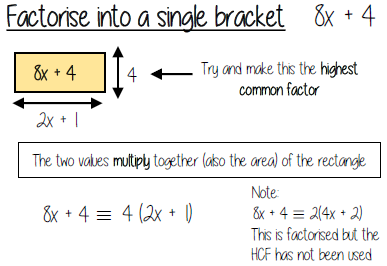 Factorise into a single bracket 8x + 4
8x + 4
4
Try and make this the highest
common factor
2x + 1
The two values multiply together (also the area) of the rectangle
8x + 4 ≡ 4 (2x + 1)
Note:
8x + 4 ≡ 2(4x + 2)
This is factorised but the
HCF has not been used